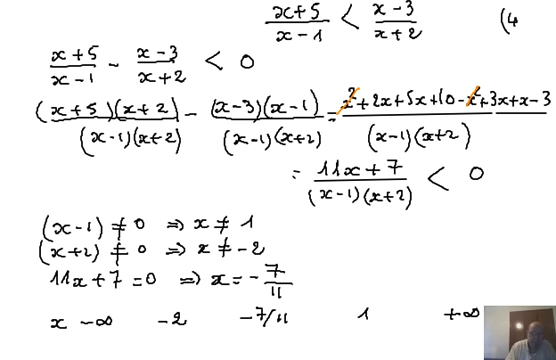 (x+5)/(x-1) < (x-3)/(x+2) (4
(x+5)/(x-1) - (x-3)/(x+2) < 0
(x+5)(x+2)/((x-1)(x+2)) - (x-3)(x-1)/((x-1)(x+2)) = (x²+2x+5x+10-x²+3x+x-3)/((x-1)(x+2))
= (11x+7)/((x-1)(x+2)) < 0
(x-1) ≠ 0 ⇒ x ≠ 1
(x+2) ≠ 0 ⇒ x ≠ -2
11x+7=0 ⇒ x = -7/11
x -∞ -2 -7/11 1 +∞